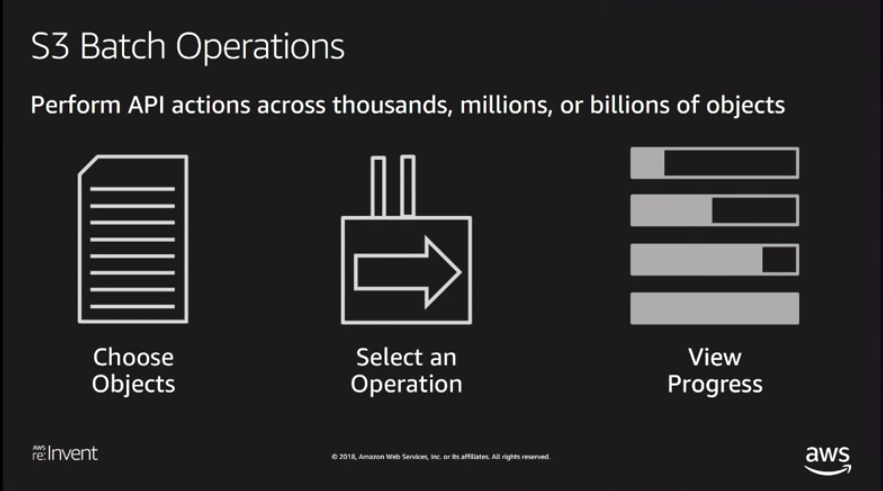 S3 Batch Operations
Perform API actions across thousands, millions, or billions of objects
Choose
Objects
Select an
Operation
View
Progress
AWS
re:Invent
© 2018, Amazon Web Services, Inc. or its affiliates. All rights reserved.
aws